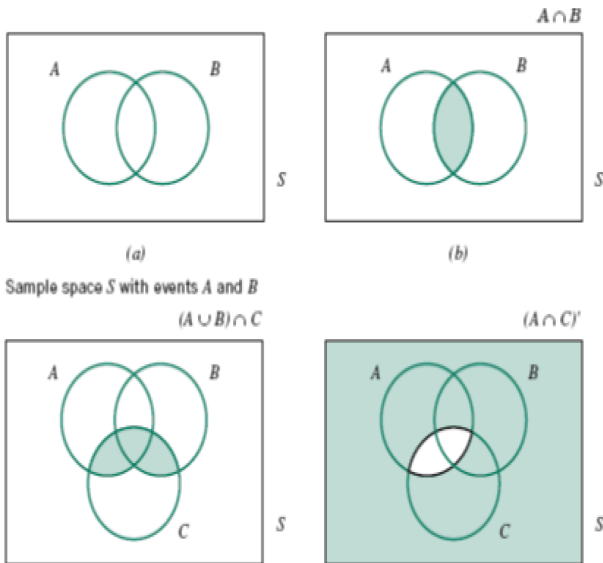 A ∩ B
A B A B
S S
(a) (b)
Sample space S with events A and B
(A ∪ B) ∩ C (A ∩ C)'
A B A B
C S C S